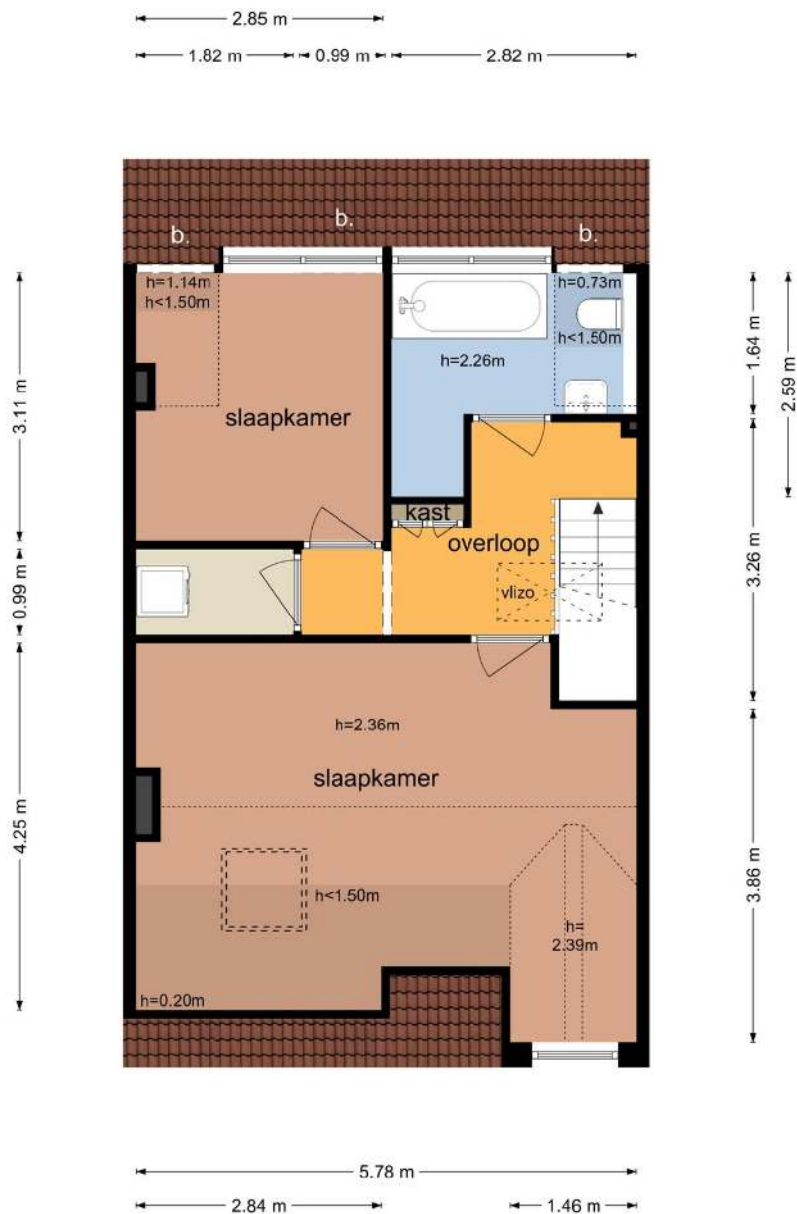 2.85 m
1.82 m 0.99 m 2.82 m
b. b. b.
h=1.14m
h<1.50m
h=0.73m
h<1.50m
h=2.26m
slaapkamer
3.11 m
1.64 m
2.59 m
kast
overloop
vlizo
0.99 m
3.26 m
h=2.36m
slaapkamer
4.25 m
3.86 m
h<1.50m
h=
2.39m
h=0.20m
5.78 m
2.84 m 1.46 m